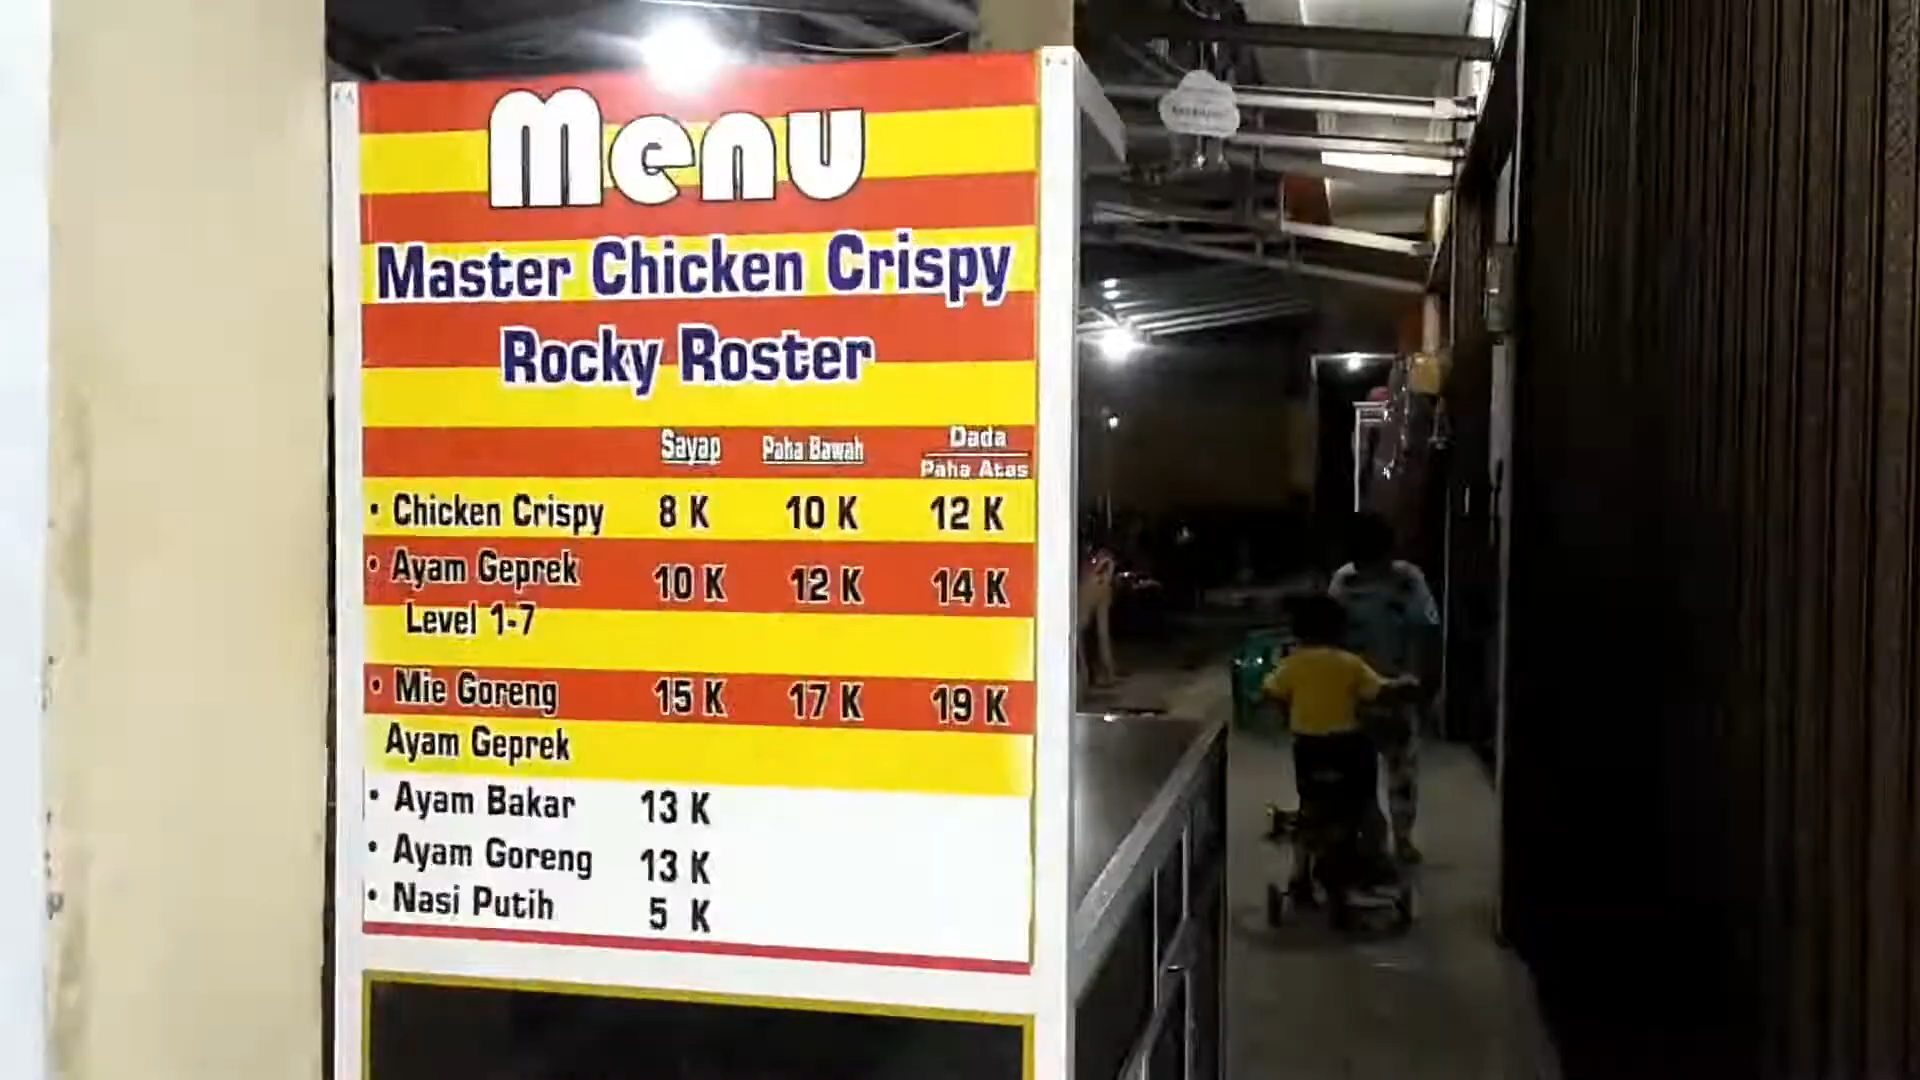 Menu
Master Chicken Crispy
Rocky Roster
Sayap Paha Bawah Dada
Paha Atas
• Chicken Crispy 8 K 10 K 12 K
• Ayam Geprek 10 K 12 K 14 K
Level 1-7
• Mie Goreng 15 K 17 K 19 K
Ayam Geprek
• Ayam Bakar 13 K
• Ayam Goreng 13 K
• Nasi Putih 5 K